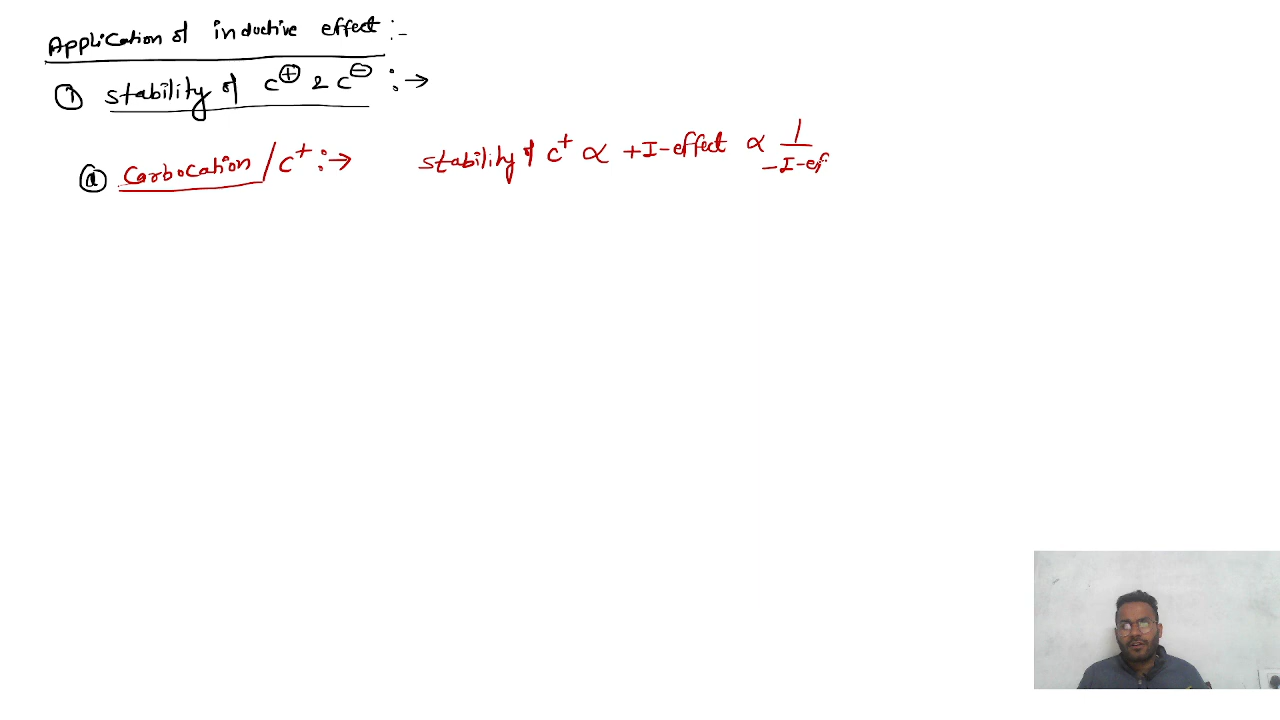 Application of inductive effect :-
① stability of C⊕ & C⊖ :→
ⓐ Carbocation / C⁺ :→ stability of C⁺ ∝ +I-effect ∝ 1/-I-ef